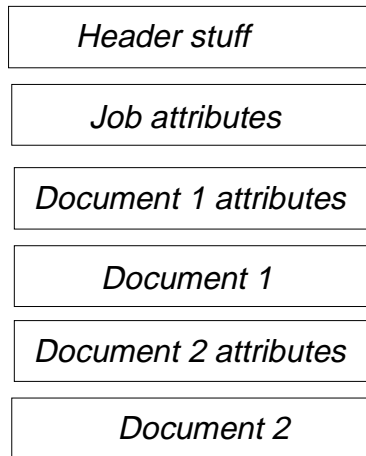 Header stuff
Job attributes
Document 1 attributes
Document 1
Document 2 attributes
Document 2